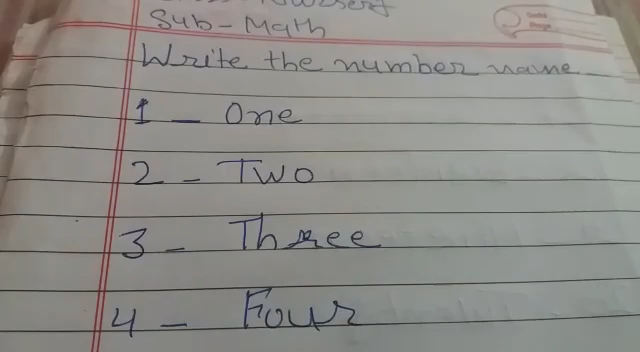 Sub - Math
Write the number name
1 - One
2 - Two
3 - Three
4 - Four